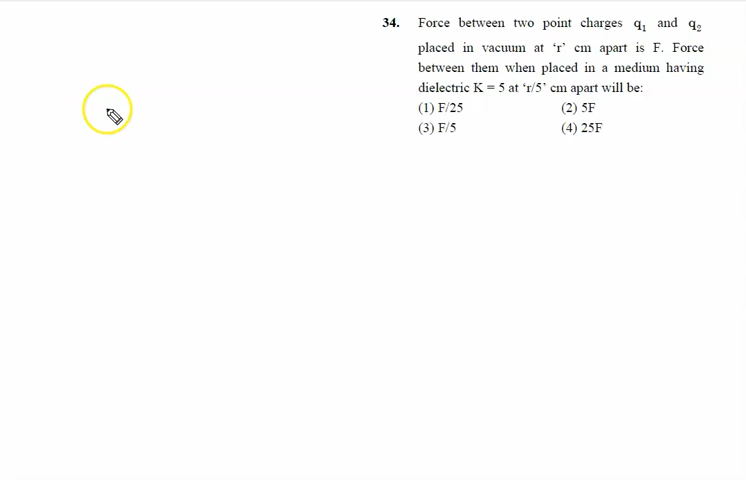 34. Force between two point charges q₁ and q₂
placed in vacuum at ‘r’ cm apart is F. Force
between them when placed in a medium having
dielectric K = 5 at ‘r/5’ cm apart will be:
(1) F/25 (2) 5F
(3) F/5 (4) 25F